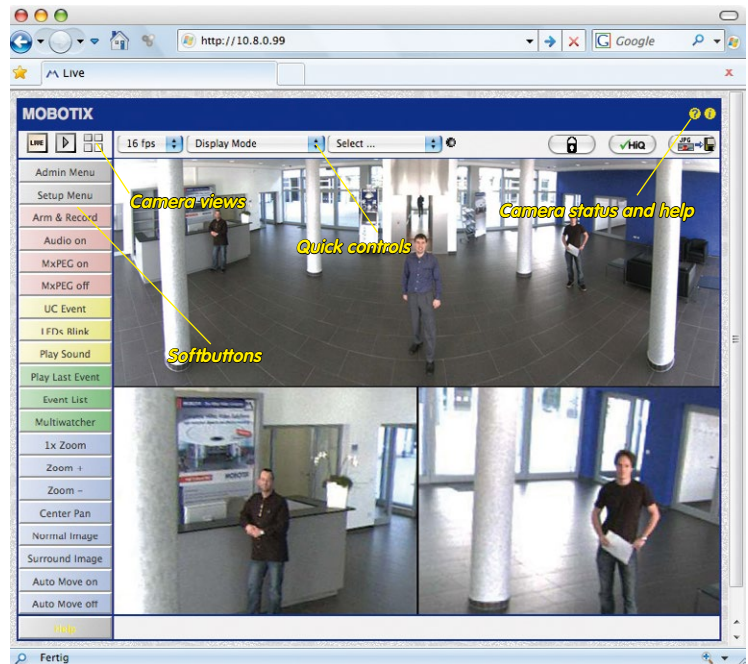 http://10.8.0.99
Google
Live
MOBOTIX
LIVE
16 fps
Display Mode
Select ...
HiQ
JPG
Admin Menu
Setup Menu
Arm & Record
Audio on
MxPEG on
MxPEG off
UC Event
LEDs Blink
Play Sound
Play Last Event
Event List
Multiwatcher
1x Zoom
Zoom +
Zoom –
Center Pan
Normal Image
Surround Image
Auto Move on
Auto Move off
Help
Camera views
Quick controls
Camera status and help
Softbuttons
MOBOTIX
Fertig